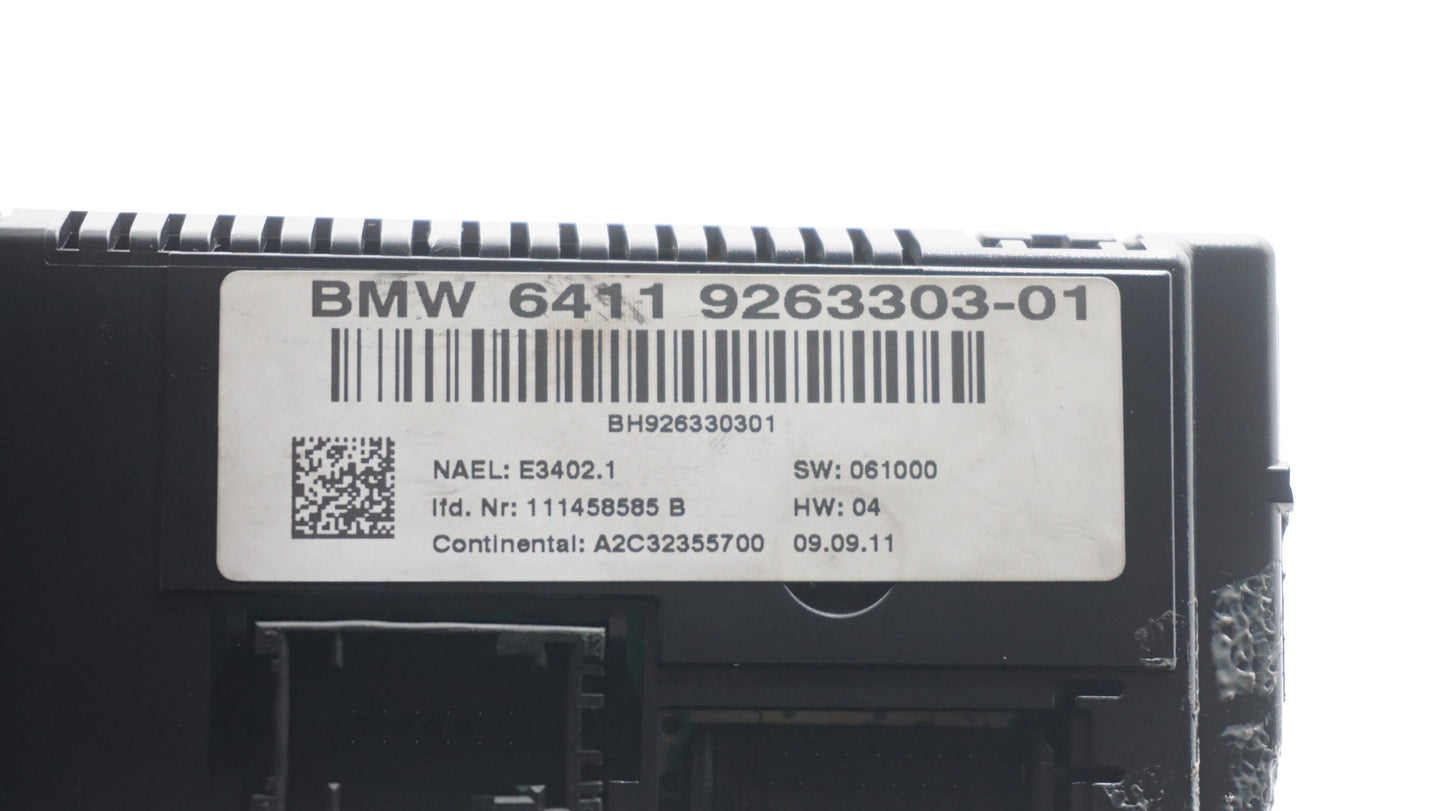 BMW 6411 9263303-01
BH926330301
NAEL: E3402.1 SW: 061000
lfd. Nr: 111458585 B HW: 04
Continental: A2C32355700 09.09.11
12